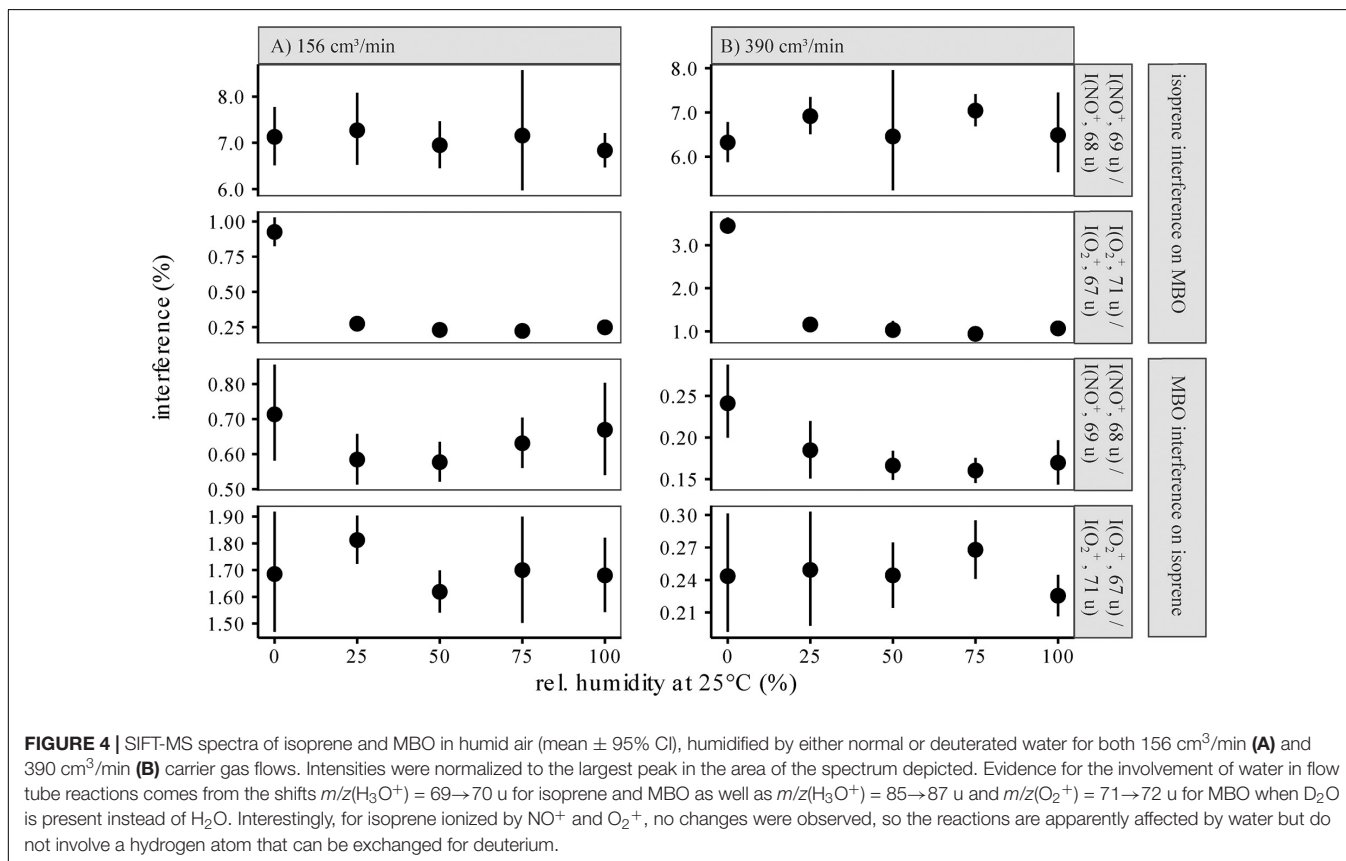 A) 156 cm³/min
B) 390 cm³/min
interference (%)
8.0
7.0
6.0
8.0
7.0
6.0
I(NO⁺, 69 u) /
I(NO⁺, 68 u)
isoprene interference on MBO
1.00
0.75
0.50
0.25
3.0
2.0
1.0
I(O₂⁺, 71 u) /
I(O₂⁺, 67 u)
0.80
0.70
0.60
0.50
0.25
0.20
0.15
I(NO⁺, 68 u) /
I(NO⁺, 69 u)
MBO interference on isoprene
1.90
1.80
1.70
1.60
1.50
0.30
0.27
0.24
0.21
I(O₂⁺, 67 u) /
I(O₂⁺, 71 u)
0 25 50 75 100
0 25 50 75 100
rel. humidity at 25°C (%)
FIGURE 4 | SIFT-MS spectra of isoprene and MBO in humid air (mean ± 95% CI), humidified by either normal or deuterated water for both 156 cm³/min (A) and
390 cm³/min (B) carrier gas flows. Intensities were normalized to the largest peak in the area of the spectrum depicted. Evidence for the involvement of water in flow
tube reactions comes from the shifts m/z(H₃O⁺) = 69→70 u for isoprene and MBO as well as m/z(H₃O⁺) = 85→87 u and m/z(O₂⁺) = 71→72 u for MBO when D₂O
is present instead of H₂O. Interestingly, for isoprene ionized by NO⁺ and O₂⁺, no changes were observed, so the reactions are apparently affected by water but do
not involve a hydrogen atom that can be exchanged for deuterium.